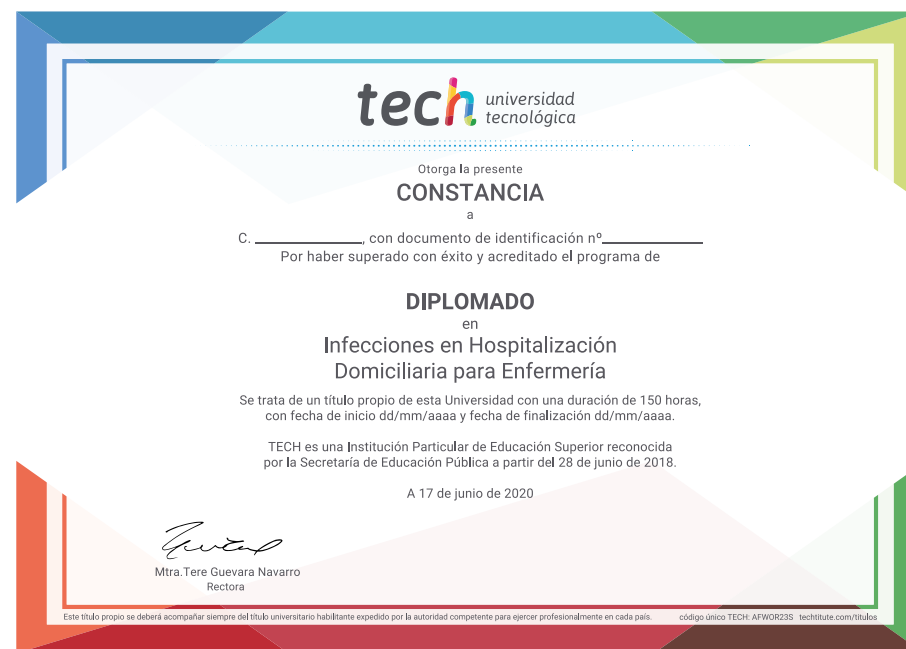 tech universidad
tecnológica
Otorga la presente
CONSTANCIA
a
C. ____________, con documento de identificación nº____________
Por haber superado con éxito y acreditado el programa de
DIPLOMADO
en
Infecciones en Hospitalización
Domiciliaria para Enfermería
Se trata de un título propio de esta Universidad con una duración de 150 horas,
con fecha de inicio dd/mm/aaaa y fecha de finalización dd/mm/aaaa.
TECH es una Institución Particular de Educación Superior reconocida
por la Secretaría de Educación Pública a partir del 28 de junio de 2018.
A 17 de junio de 2020
Mtra.Tere Guevara Navarro
Rectora
Este título propio se deberá acompañar siempre del título universitario habilitante expedido por la autoridad competente para ejercer profesionalmente en cada país. código único TECH: AFWOR23S techtitute.com/titulos